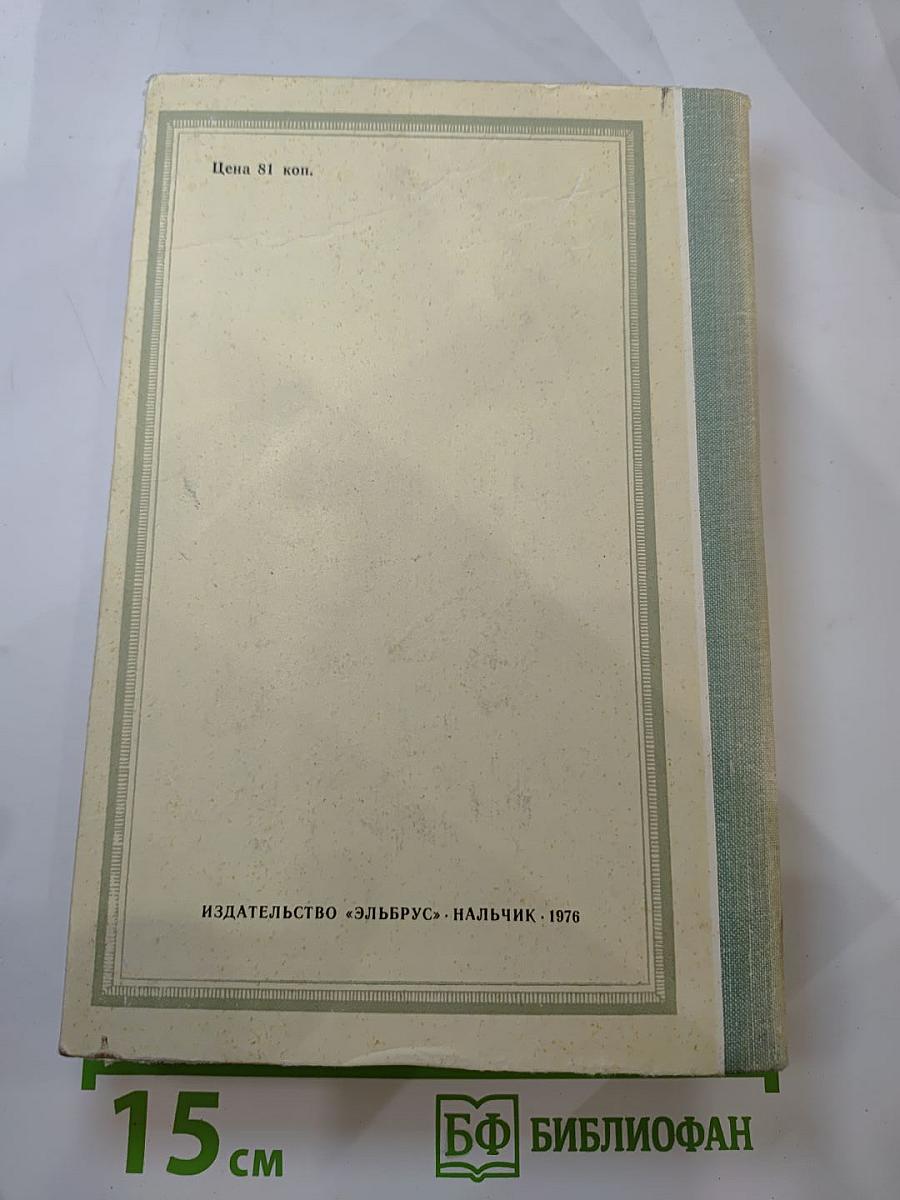 Цена 81 коп.
ИЗДАТЕЛЬСТВО «ЭЛЬБРУС» · НАЛЬЧИК · 1976
15 см
БФ БИБЛИОФАН